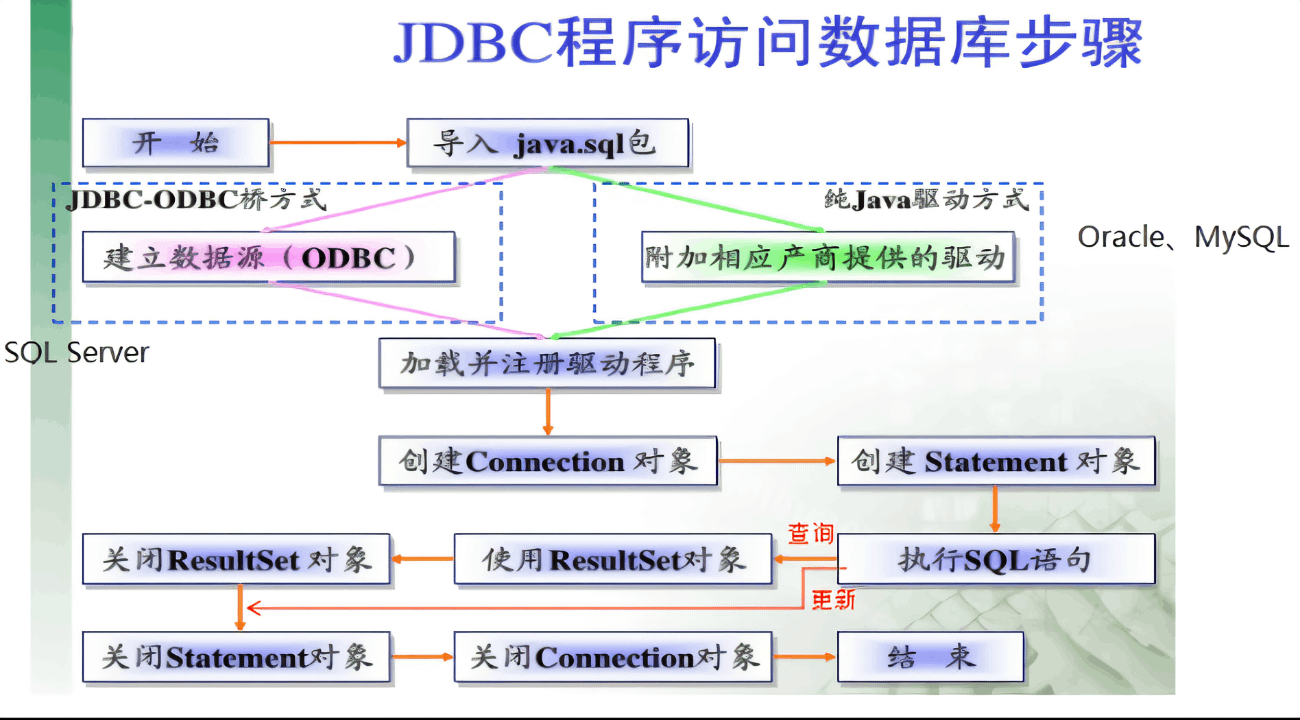 JDBC程序访问数据库步骤
开 始
导入 java.sql包
JDBC-ODBC桥方式
纯Java驱动方式
建立数据源（ODBC）
附加相应产商提供的驱动
Oracle、MySQL
SQL Server
加载并注册驱动程序
创建Connection 对象
创建 Statement 对象
查询
关闭ResultSet 对象
使用ResultSet对象
执行SQL语句
更新
关闭Statement对象
关闭Connection对象
结 束